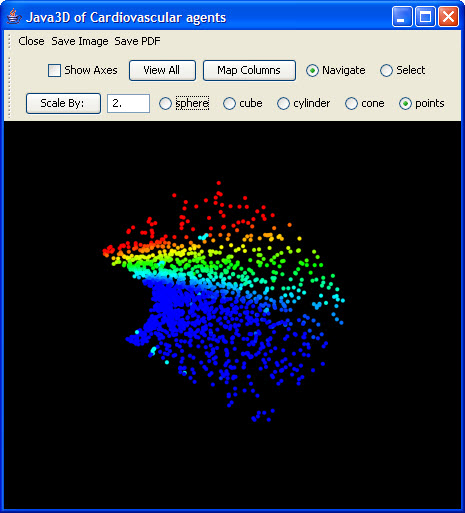 Java3D of Cardiovascular agents
Close Save Image Save PDF
Show Axes View All Map Columns Navigate Select
Scale By: 2. sphere cube cylinder cone points